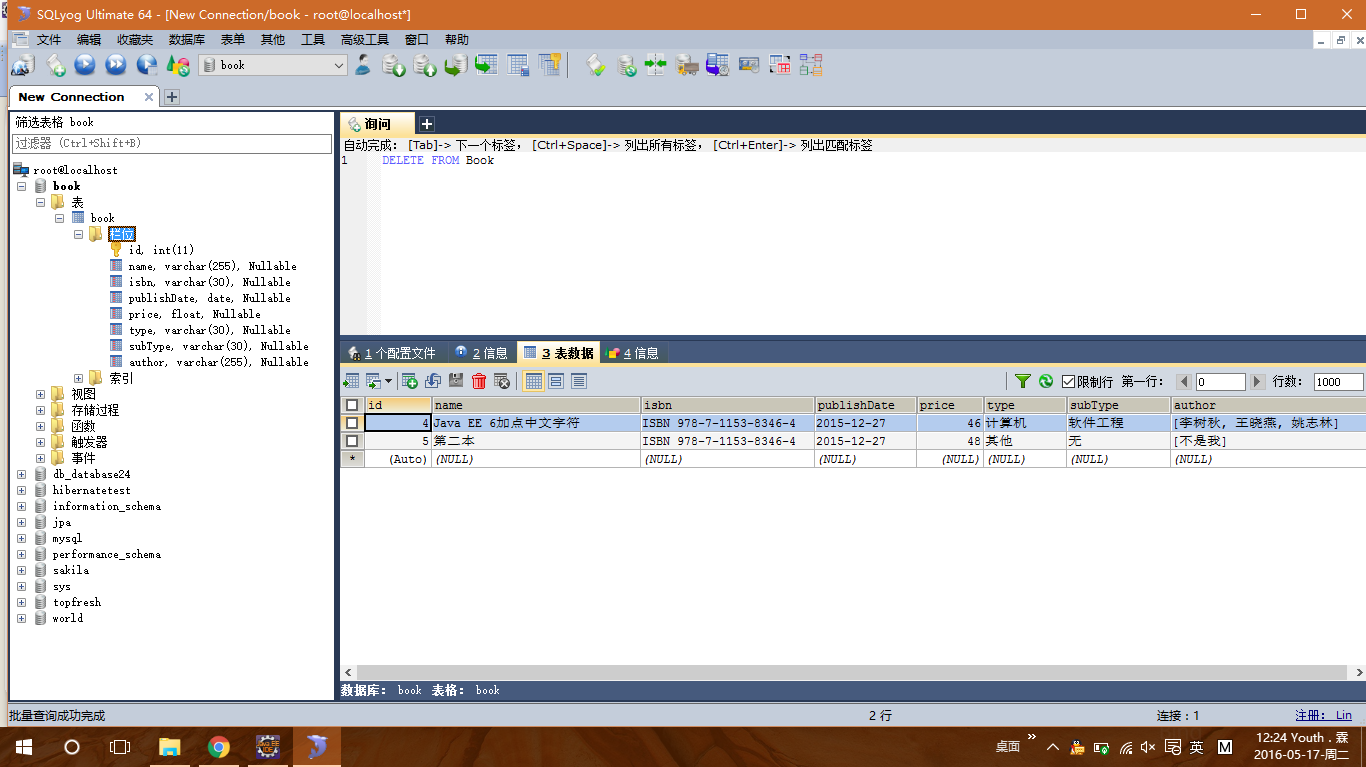 SQLyog Ultimate 64 - [New Connection/book - root@localhost*]
文件 编辑 收藏夹 数据库 表单 其他 工具 高级工具 窗口 帮助
book
New Connection
筛选表格 book
过滤器 (Ctrl+Shift+B)
root@localhost
book
表
book
栏位
id, int(11)
name, varchar(255), Nullable
isbn, varchar(30), Nullable
publishDate, date, Nullable
price, float, Nullable
type, varchar(30), Nullable
subType, varchar(30), Nullable
author, varchar(255), Nullable
索引
视图
存储过程
函数
触发器
事件
db_database24
hibernatetest
information_schema
jpa
mysql
performance_schema
sakila
sys
topfresh
world
询问
自动完成: [Tab]-> 下一个标签, [Ctrl+Space]-> 列出所有标签, [Ctrl+Enter]-> 列出匹配标签
1 DELETE FROM Book
1 个配置文件 2 信息 3 表数据 4 信息
限制行 第一行: 0 行数: 1000
id name isbn publishDate price type subType author
4 Java EE 6加点中文字符 ISBN 978-7-1153-8346-4 2015-12-27 46 计算机 软件工程 [李树秋, 王晓燕, 姚志林]
5 第二本 ISBN 978-7-1153-8346-4 2015-12-27 48 其他 无 [不是我]
* (Auto) (NULL) (NULL) (NULL) (NULL) (NULL) (NULL) (NULL)
数据库: book 表格: book
批量查询成功完成 2 行 连接 : 1 注册: Lin
桌面 英 M 12:24 Youth . 霖
2016-05-17-周二